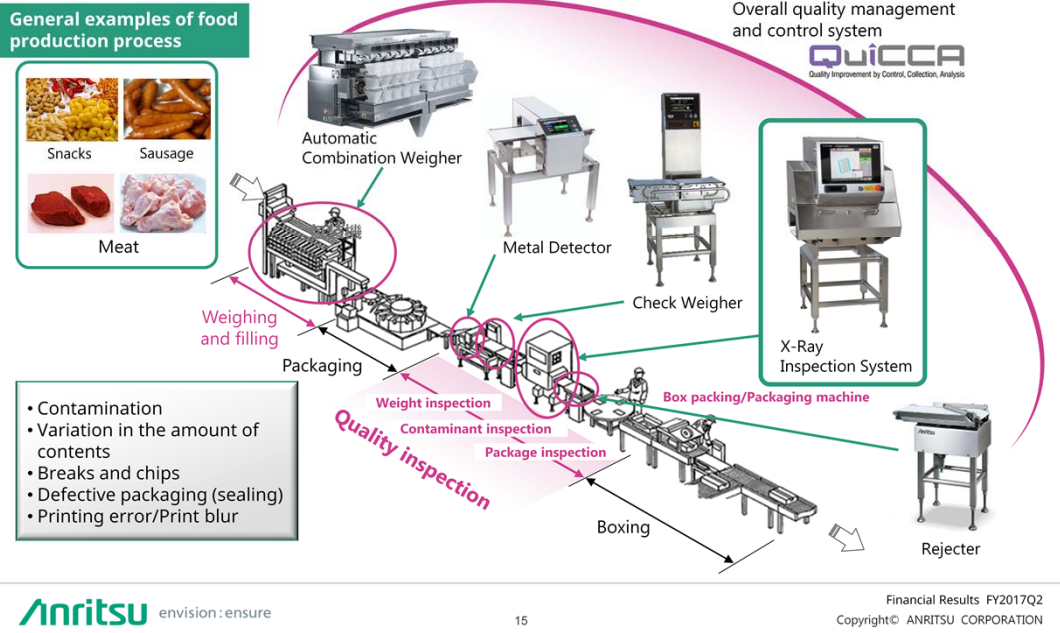 General examples of food
production process
Overall quality management
and control system
QuiCCA
Quality Improvement by Control, Collection, Analysis
Snacks
Sausage
Meat
Automatic
Combination Weigher
Metal Detector
Check Weigher
X-Ray
Inspection System
Weighing
and filling
Packaging
Weight inspection
Contaminant inspection
Package inspection
Quality inspection
Box packing/Packaging machine
Boxing
Anritsu
Rejecter
• Contamination
• Variation in the amount of
contents
• Breaks and chips
• Defective packaging (sealing)
• Printing error/Print blur
Anritsu envision : ensure
15
Financial Results FY2017Q2
Copyright© ANRITSU CORPORATION